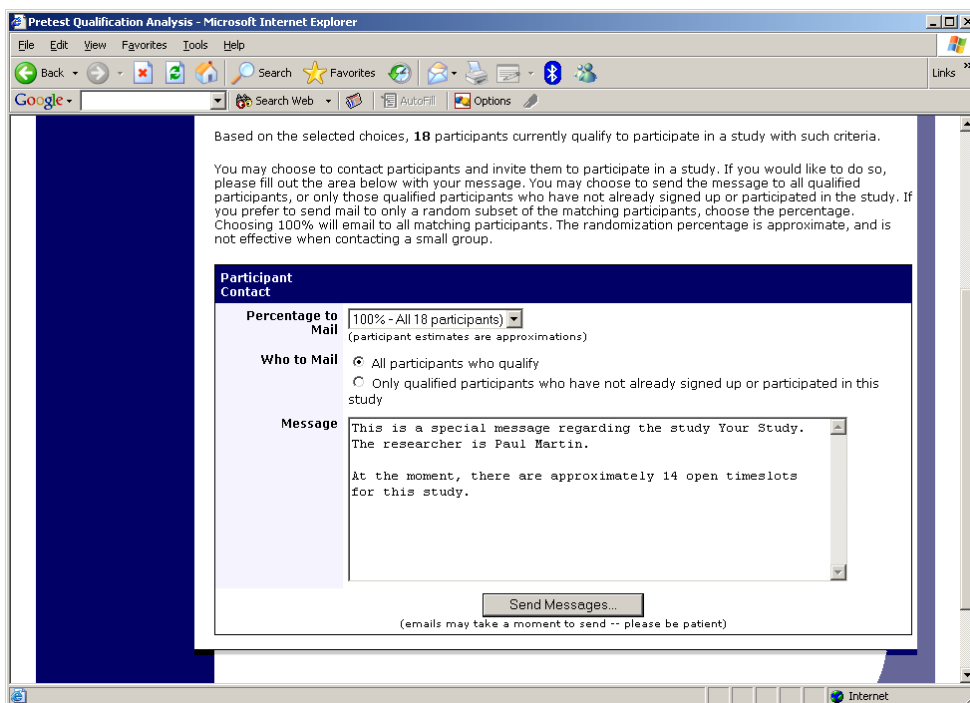 Pretest Qualification Analysis - Microsoft Internet Explorer
File Edit View Favorites Tools Help
Back Search Favorites Links »
Google Search Web AutoFill Options
Based on the selected choices, 18 participants currently qualify to participate in a study with such criteria.
You may choose to contact participants and invite them to participate in a study. If you would like to do so,
please fill out the area below with your message. You may choose to send the message to all qualified
participants, or only those qualified participants who have not already signed up or participated in the study. If
you prefer to send mail to only a random subset of the matching participants, choose the percentage.
Choosing 100% will email to all matching participants. The randomization percentage is approximate, and is
not effective when contacting a small group.
Participant
Contact
Percentage to
Mail
100% - All 18 participants)
(participant estimates are approximations)
Who to Mail
All participants who qualify
Only qualified participants who have not already signed up or participated in this
study
Message
This is a special message regarding the study Your Study.
The researcher is Paul Martin.
At the moment, there are approximately 14 open timeslots
for this study.
Send Messages...
(emails may take a moment to send -- please be patient)
Internet